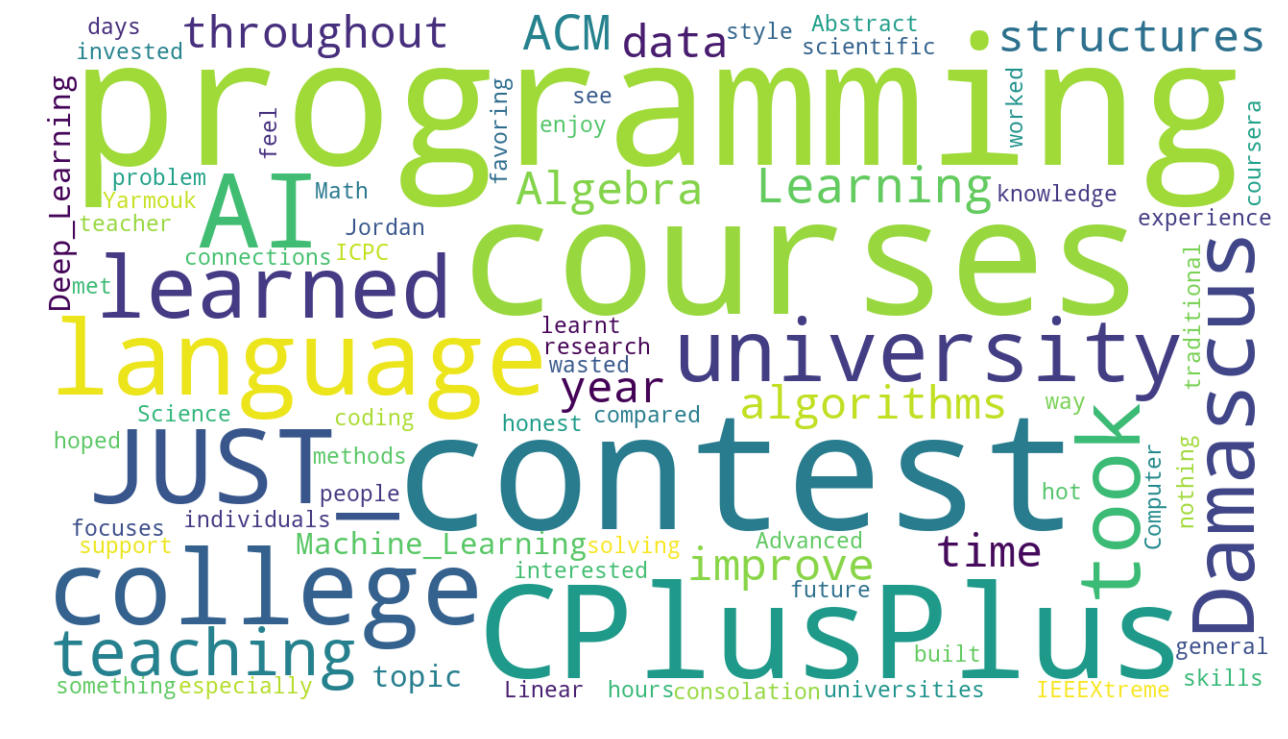 days
invested
throughout
ACM
data
style
Abstract
scientific
structures
programming
Deep_Learning
feel
favoring
see
enjoy
worked
coursera
problem
Yarmouk
teacher
AI
Math
Jordan
connections
ICPC
Algebra
Learning
knowledge
experience
met
learned
courses
traditional
Damascus
language
learnt
research
wasted
year
university
algorithms
way
Science
hoped
coding
honest
compared
JUST
methods
people
_contest
took
hot
Computer
nothing
focuses
individuals
support
Machine_Learning
solving
Advanced
improve
time
interested
future
college
CPlusPlus
teaching
topic
built
general
skills
something
especially
Linear
hours
consolation
universities
IEEEXtreme